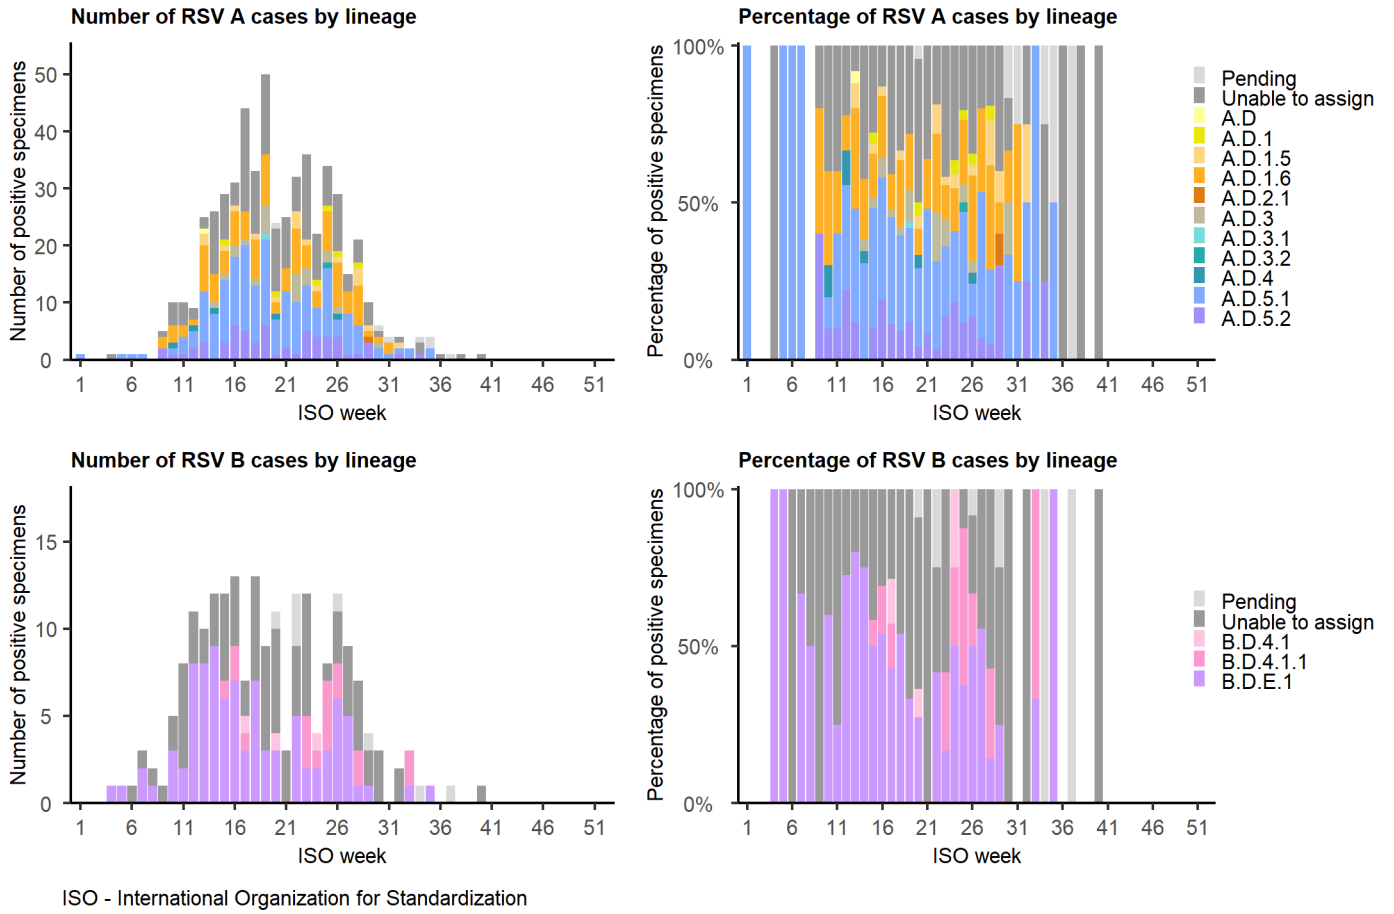 Number of RSV A cases by lineage
Number of positive specimens
50
40
30
20
10
0
1 6 11 16 21 26 31 36 41 46 51
ISO week
Percentage of RSV A cases by lineage
Percentage of positive specimens
100%
50%
0%
1 6 11 16 21 26 31 36 41 46 51
ISO week
Pending
Unable to assign
A.D
A.D.1
A.D.1.5
A.D.1.6
A.D.2.1
A.D.3
A.D.3.1
A.D.3.2
A.D.4
A.D.5.1
A.D.5.2
Number of RSV B cases by lineage
Number of positive specimens
15
10
5
0
1 6 11 16 21 26 31 36 41 46 51
ISO week
Percentage of RSV B cases by lineage
Percentage of positive specimens
100%
50%
0%
1 6 11 16 21 26 31 36 41 46 51
ISO week
Pending
Unable to assign
B.D.4.1
B.D.4.1.1
B.D.E.1
ISO - International Organization for Standardization